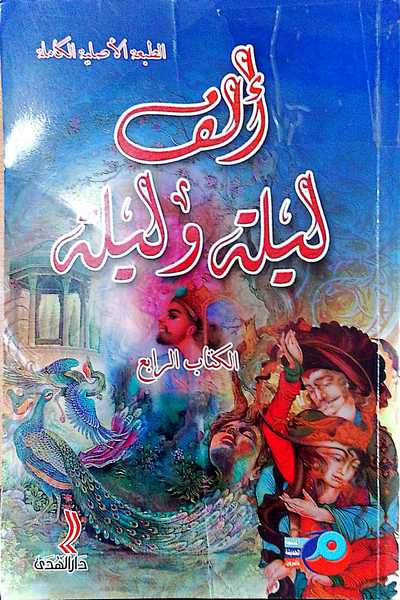 الطبعة الأصلية الكاملة
ألف
ليلة وليلة
الكتاب الرابع
دار الهدى